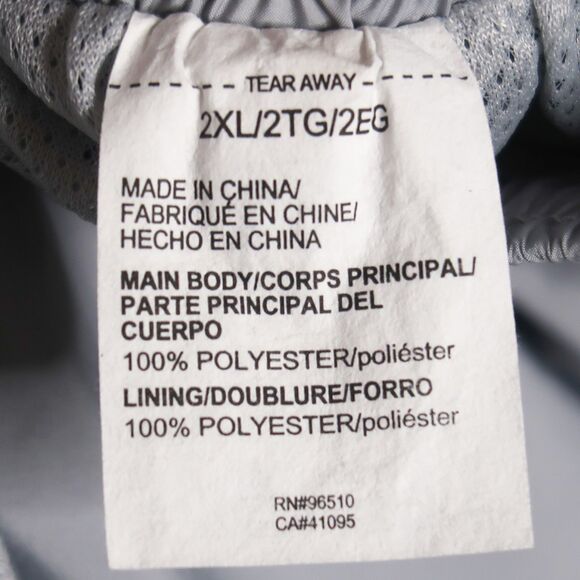 TEAR AWAY
2XL/2TG/2EG
MADE IN CHINA/
FABRIQUÉ EN CHINE/
HECHO EN CHINA
MAIN BODY/CORPS PRINCIPAL/
PARTE PRINCIPAL DEL
CUERPO
100% POLYESTER/poliéster
LINING/DOUBLURE/FORRO
100% POLYESTER/poliéster
RN#96510
CA#41095